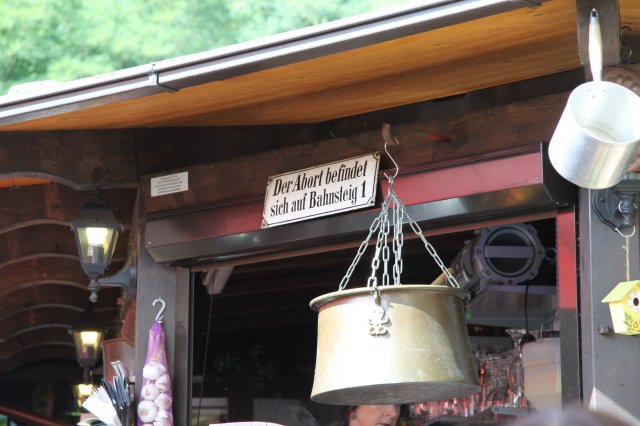 Der Abort befindet
sich auf Bahnsteig 1